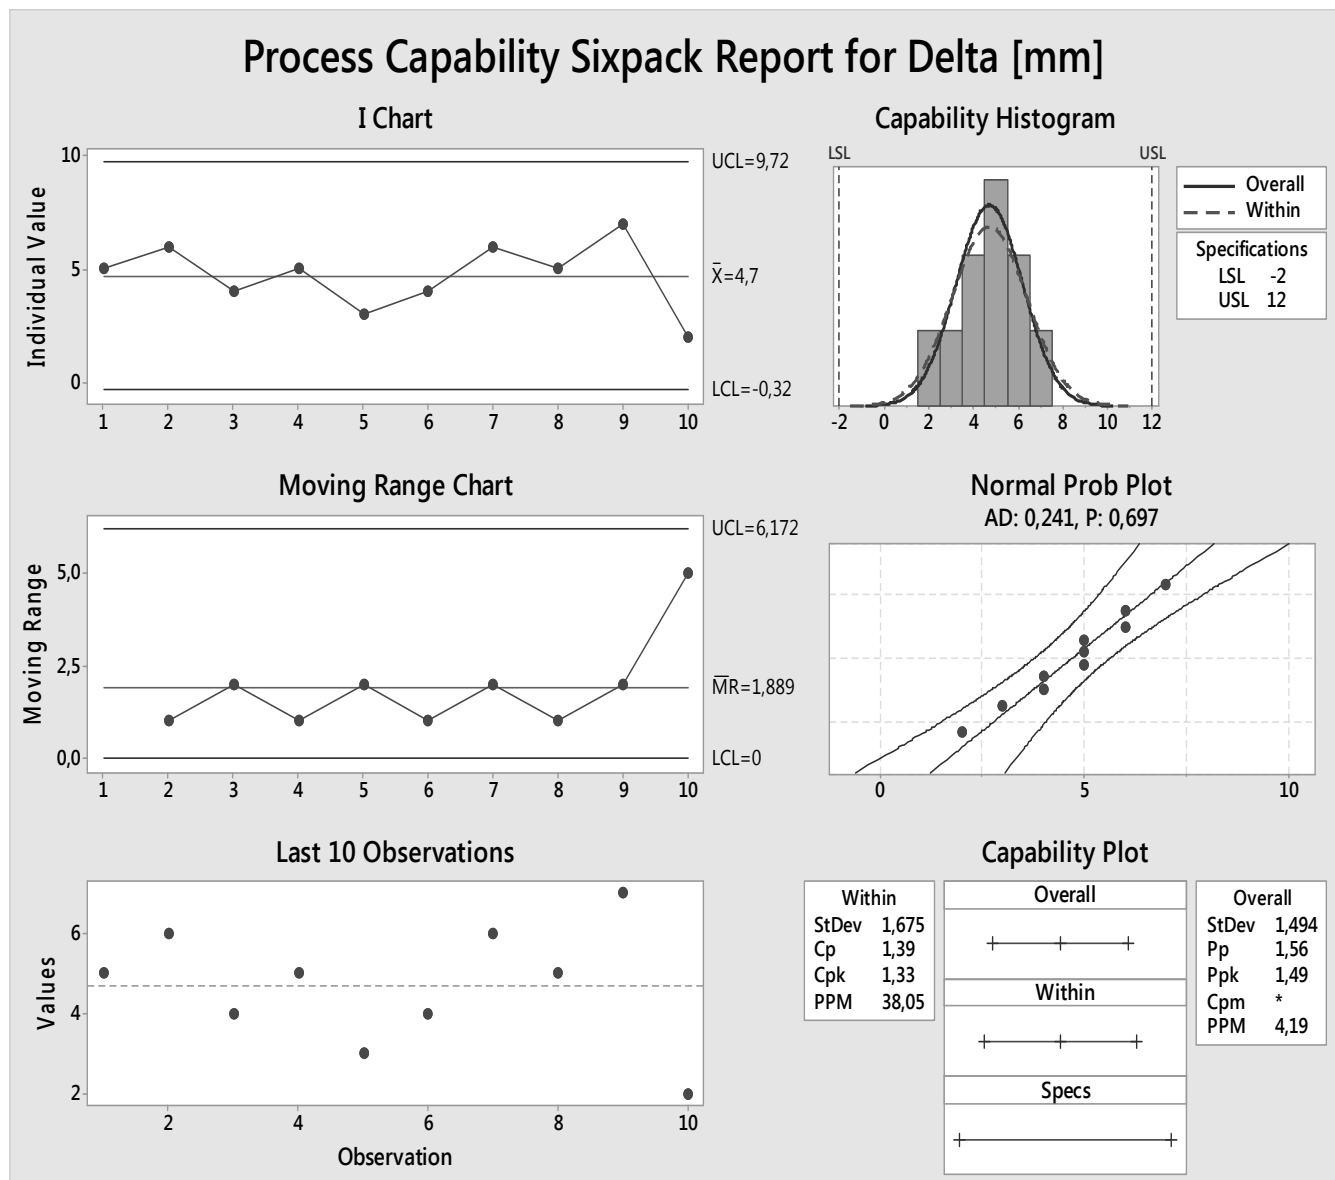 Process Capability Sixpack Report for Delta [mm]
I Chart
Individual Value
10
5
0
UCL=9,72
X̄=4,7
LCL=-0,32
1 2 3 4 5 6 7 8 9 10
Capability Histogram
LSL USL
-2 0 2 4 6 8 10 12
Overall
Within
Specifications
LSL -2
USL 12
Moving Range Chart
Moving Range
5,0
2,5
0,0
UCL=6,172
M̅R=1,889
LCL=0
1 2 3 4 5 6 7 8 9 10
Normal Prob Plot
AD: 0,241, P: 0,697
0 5 10
Last 10 Observations
Values
6
4
2
2 4 6 8 10
Observation
Capability Plot
Within
StDev 1,675
Cp 1,39
Cpk 1,33
PPM 38,05
Overall
Within
Specs
Overall
StDev 1,494
Pp 1,56
Ppk 1,49
Cpm *
PPM 4,19